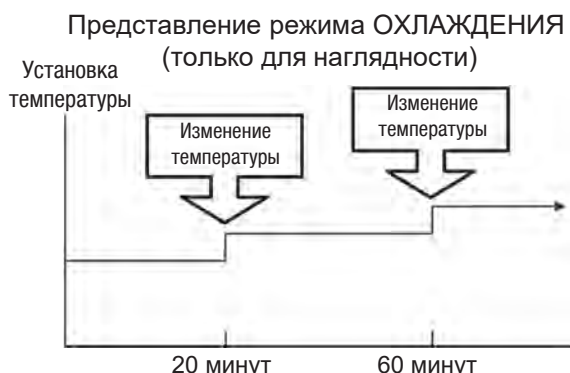 Представление режима ОХЛАЖДЕНИЯ
(только для наглядности)
Установка
температуры
Изменение
температуры
Изменение
температуры
20 минут
60 минут